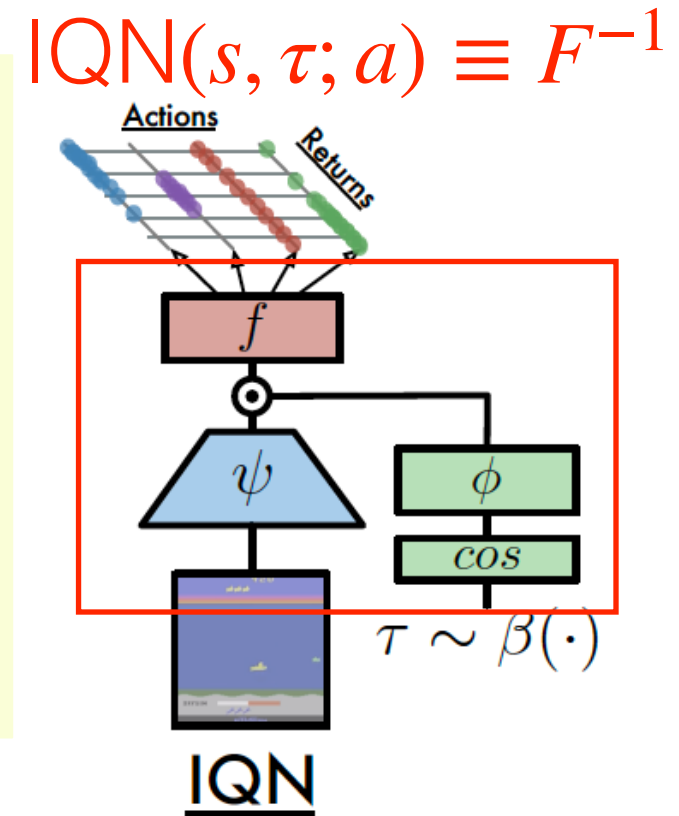 IQN(s, τ; a) ≡ F⁻¹
Actions
Returns
f
ψ
ϕ
cos
τ ∼ β(·)
IQN